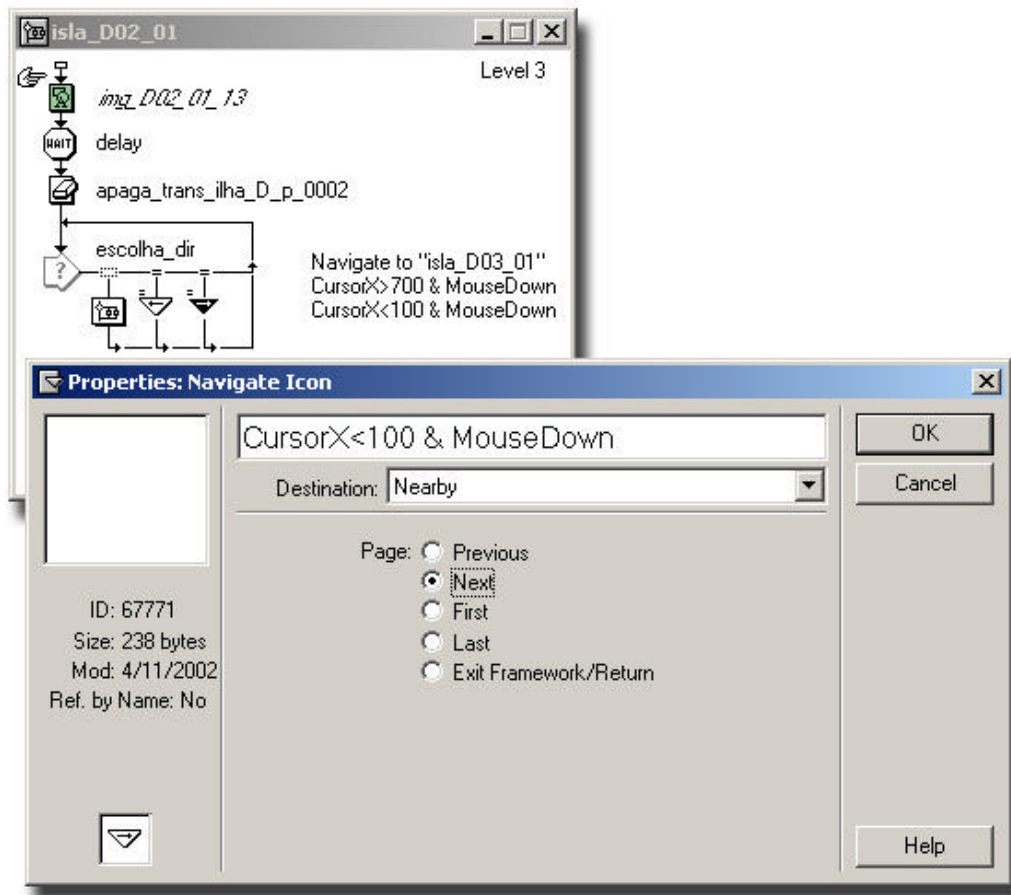 isla_D02_01
Level 3
img_D02_01_13
WAIT
delay
apaga_trans_ilha_D_p_0002
escolha_dir
?
Navigate to "isla_D03_01"
CursorX>700 & MouseDown
CursorX<100 & MouseDown
Properties: Navigate Icon
CursorX<100 & MouseDown
OK
Destination: Nearby
Cancel
Page: Previous
Next
First
Last
Exit Framework/Return
ID: 67771
Size: 238 bytes
Mod: 4/11/2002
Ref. by Name: No
Help